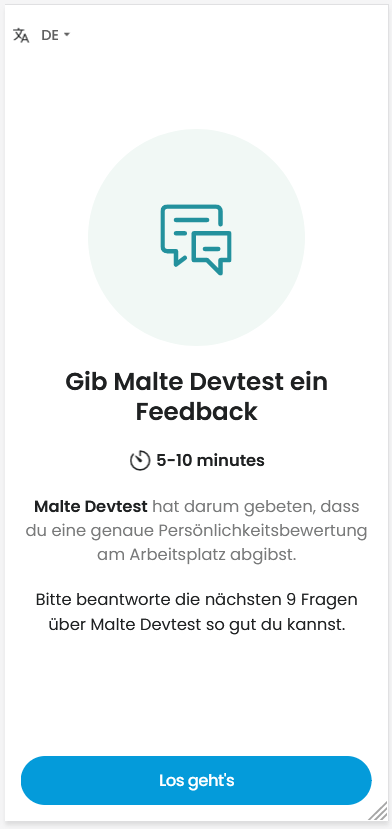 DE
Gib Malte Devtest ein
Feedback
5-10 minutes
Malte Devtest hat darum gebeten, dass
du eine genaue Persönlichkeitsbewertung
am Arbeitsplatz abgibst.
Bitte beantworte die nächsten 9 Fragen
über Malte Devtest so gut du kannst.
Los geht's